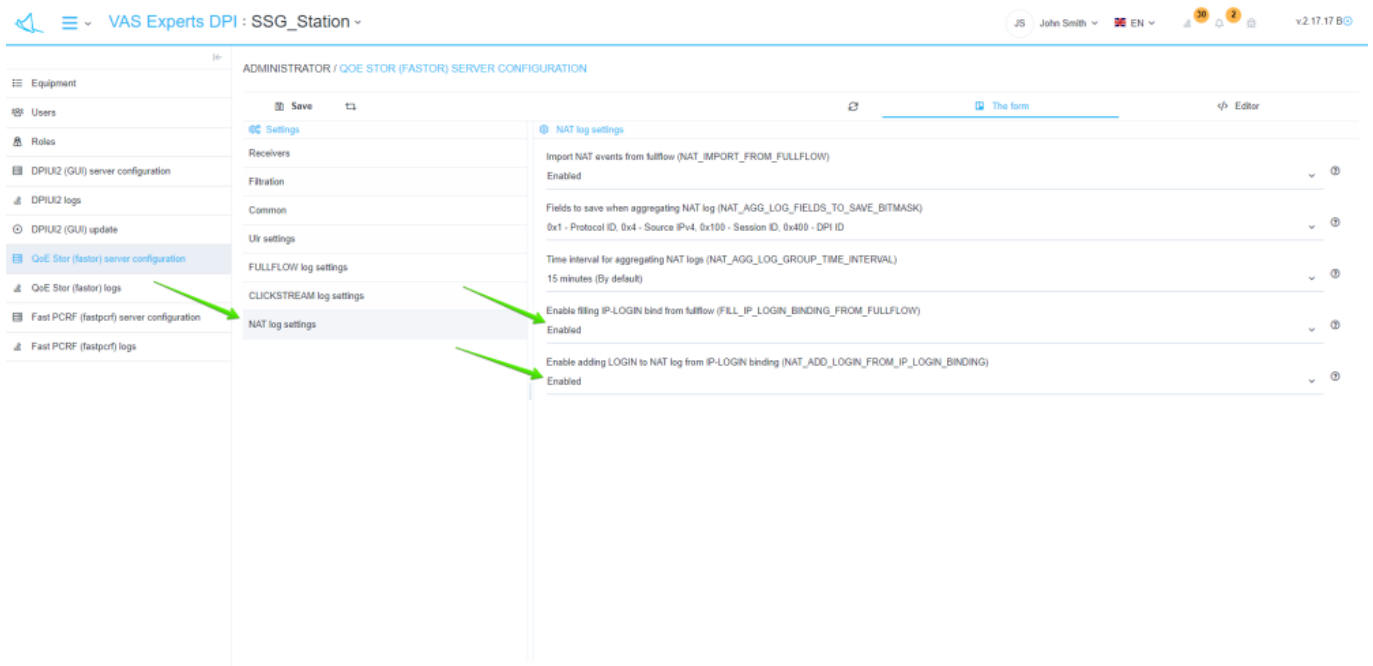 VAS Experts DPI : SSG_Station
JS John Smith EN 30 2 v.2.17.17 B
ADMINISTRATOR / QOE STOR (FASTOR) SERVER CONFIGURATION
Equipment
Users
Roles
DPIUI2 (GUI) server configuration
DPIUI2 logs
DPIUI2 (GUI) update
QoE Stor (fastor) server configuration
QoE Stor (fastor) logs
Fast PCRF (fastpcrf) server configuration
Fast PCRF (fastpcrf) logs
Save
The form
Editor
Settings
Receivers
Filtration
Common
Ulr settings
FULLFLOW log settings
CLICKSTREAM log settings
NAT log settings
NAT log settings
Import NAT events from fullflow (NAT_IMPORT_FROM_FULLFLOW)
Enabled
Fields to save when aggregating NAT log (NAT_AGG_LOG_FIELDS_TO_SAVE_BITMASK)
0x1 - Protocol ID, 0x4 - Source IPv4, 0x100 - Session ID, 0x400 - DPI ID
Time interval for aggregating NAT logs (NAT_AGG_LOG_GROUP_TIME_INTERVAL)
15 minutes (By default)
Enable filling IP-LOGIN bind from fullflow (FILL_IP_LOGIN_BINDING_FROM_FULLFLOW)
Enabled
Enable adding LOGIN to NAT log from IP-LOGIN binding (NAT_ADD_LOGIN_FROM_IP_LOGIN_BINDING)
Enabled